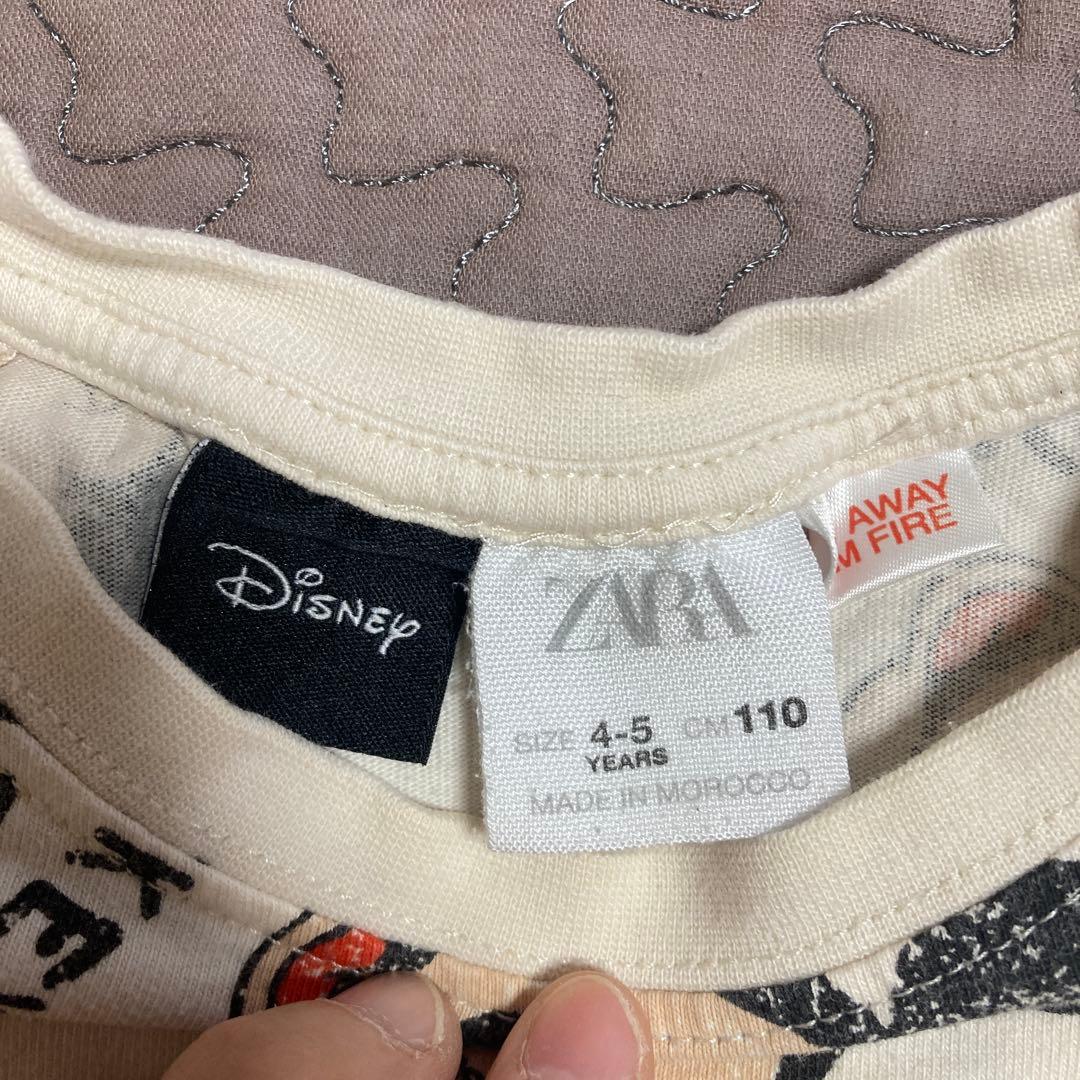 Disney
ZARA
SIZE 4-5 CM 110
YEARS
MADE IN MOROCCO
AWAY
M FIRE